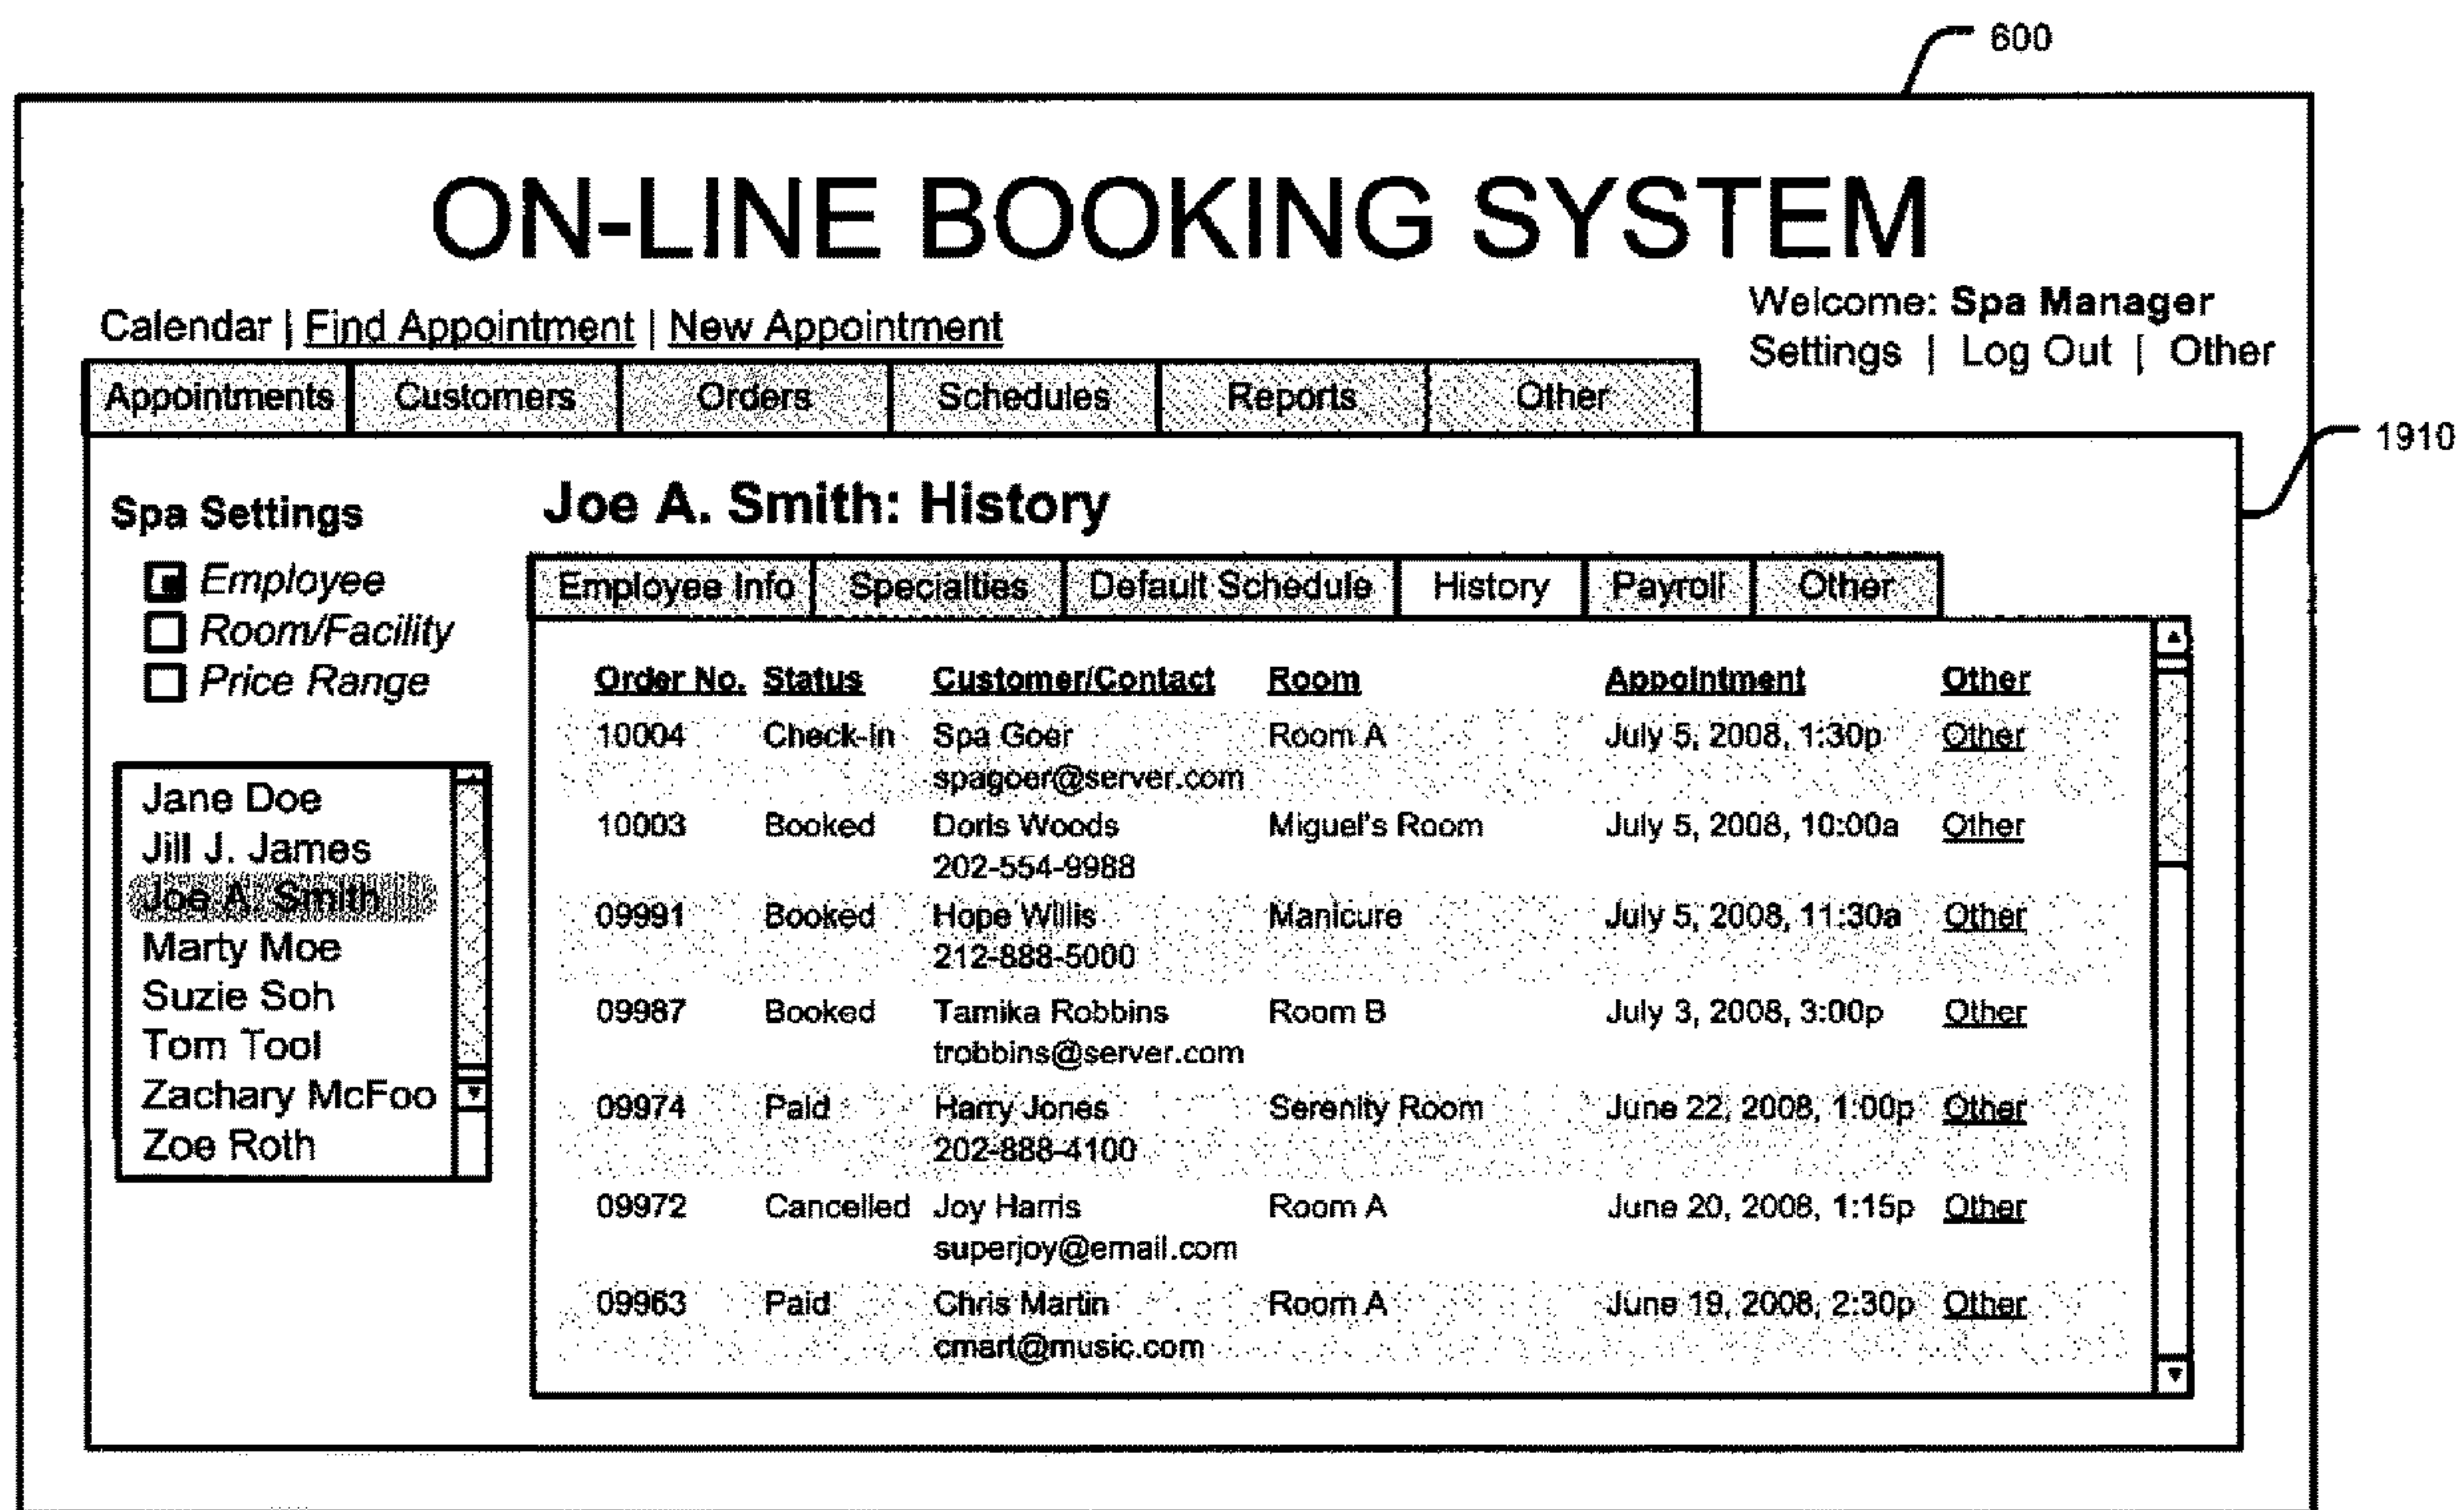 600
ON-LINE BOOKING SYSTEM
Welcome: Spa Manager
Calendar | Find Appointment | New Appointment
Settings | Log Out | Other
Appointments Customers Orders Schedules Reports Other
1910
Spa Settings
Employee
Room/Facility
Price Range
Jane Doe
Jill J. James
Joe A. Smith
Marty Moe
Suzie Soh
Tom Tool
Zachary McFoo
Zoe Roth
Joe A. Smith: History
Employee Info Specialties Default Schedule History Payroll Other
Order No. Status Customer/Contact Room Appointment Other
10004 Check-in Spa Goer Room A July 5, 2008, 1:30p Other
spagoer@server.com
10003 Booked Doris Woods Miguel's Room July 5, 2008, 10:00a Other
202-554-9988
09991 Booked Hope Willis Manicure July 5, 2008, 11:30a Other
212-888-5000
09987 Booked Tamika Robbins Room B July 3, 2008, 3:00p Other
trobbins@server.com
09974 Paid Harry Jones Serenity Room June 22, 2008, 1:00p Other
202-888-4100
09972 Cancelled Joy Harris Room A June 20, 2008, 1:15p Other
superjoy@email.com
09963 Paid Chris Martin Room A June 19, 2008, 2:30p Other
cmart@music.com